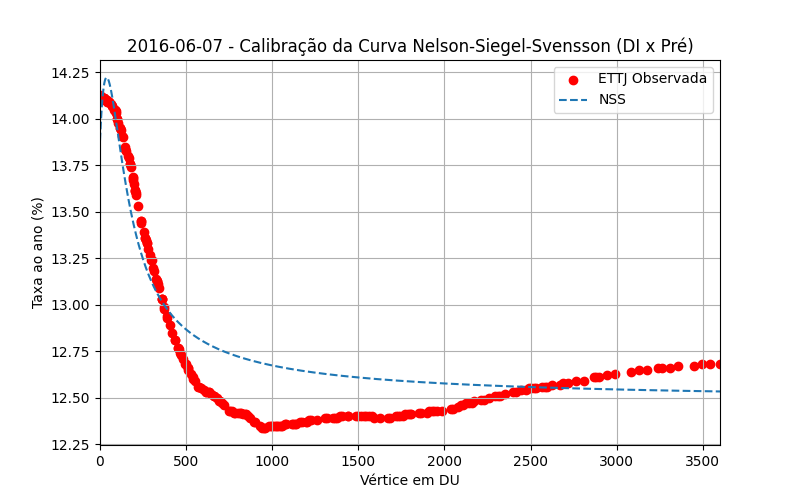 2016-06-07 - Calibração da Curva Nelson-Siegel-Svensson (DI x Pré)
ETTJ Observada
NSS
Taxa ao ano (%)
14.25
14.00
13.75
13.50
13.25
13.00
12.75
12.50
12.25
0 500 1000 1500 2000 2500 3000 3500
Vértice em DU